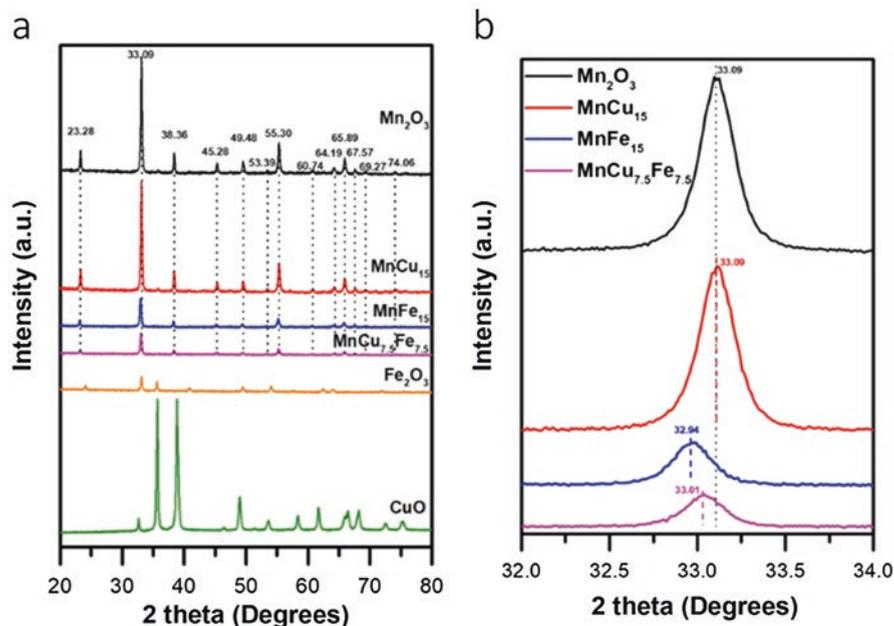 a
33.09
Mn₂O₃
23.28
38.36
45.28
49.48
53.39
55.30
60.74
64.19
65.89
67.57
69.27
74.06
MnCu₁₅
MnFe₁₅
MnCu₇.₅Fe₇.₅
Fe₂O₃
CuO
Intensity (a.u.)
20 30 40 50 60 70 80
2 theta (Degrees)
b
Mn₂O₃
MnCu₁₅
MnFe₁₅
MnCu₇.₅Fe₇.₅
33.09
33.09
32.94
33.01
Intensity (a.u.)
32.0 32.5 33.0 33.5 34.0
2 theta (Degrees)